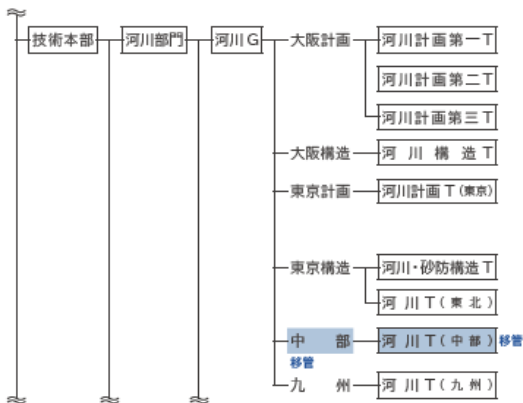 技術本部 河川部門 河川G 大阪計画 河川計画第一T
河川計画第二T
河川計画第三T
大阪構造 河川構造T
東京計画 河川計画T(東京)
東京構造 河川・砂防構造T
河川T(東北)
中部 河川T(中部) 移管
移管
九州 河川T(九州)